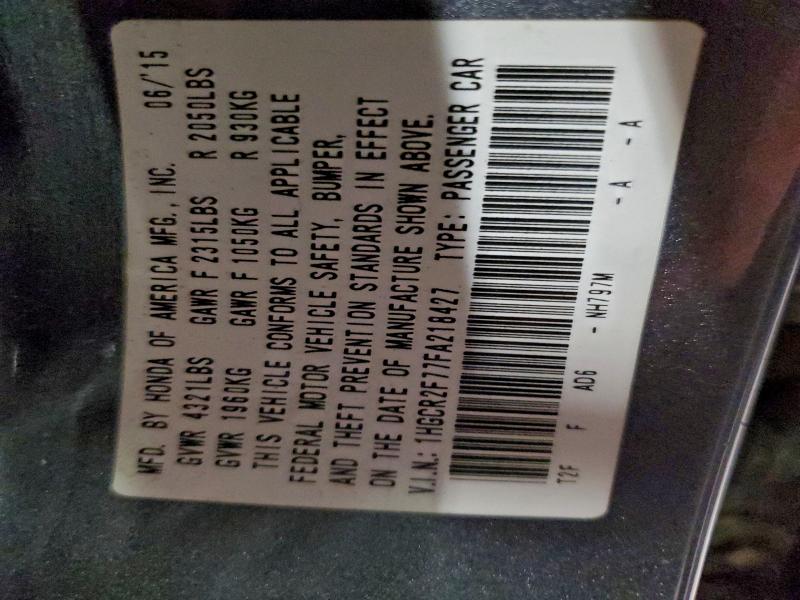 MFD. BY HONDA OF AMERICA MFG., INC. 06/'15
GVWR 4321LBS GAWR F 2315LBS R 2050LBS
GVWR 1960KG GAWR F 1050KG R 930KG
THIS VEHICLE CONFORMS TO ALL APPLICABLE
FEDERAL MOTOR VEHICLE SAFETY, BUMPER,
AND THEFT PREVENTION STANDARDS IN EFFECT
ON THE DATE OF MANUFACTURE SHOWN ABOVE.
V.I.N.: 1HGCR2F77FA218427 TYPE: PASSENGER CAR
T2F F AD6 - NH797M - A - A